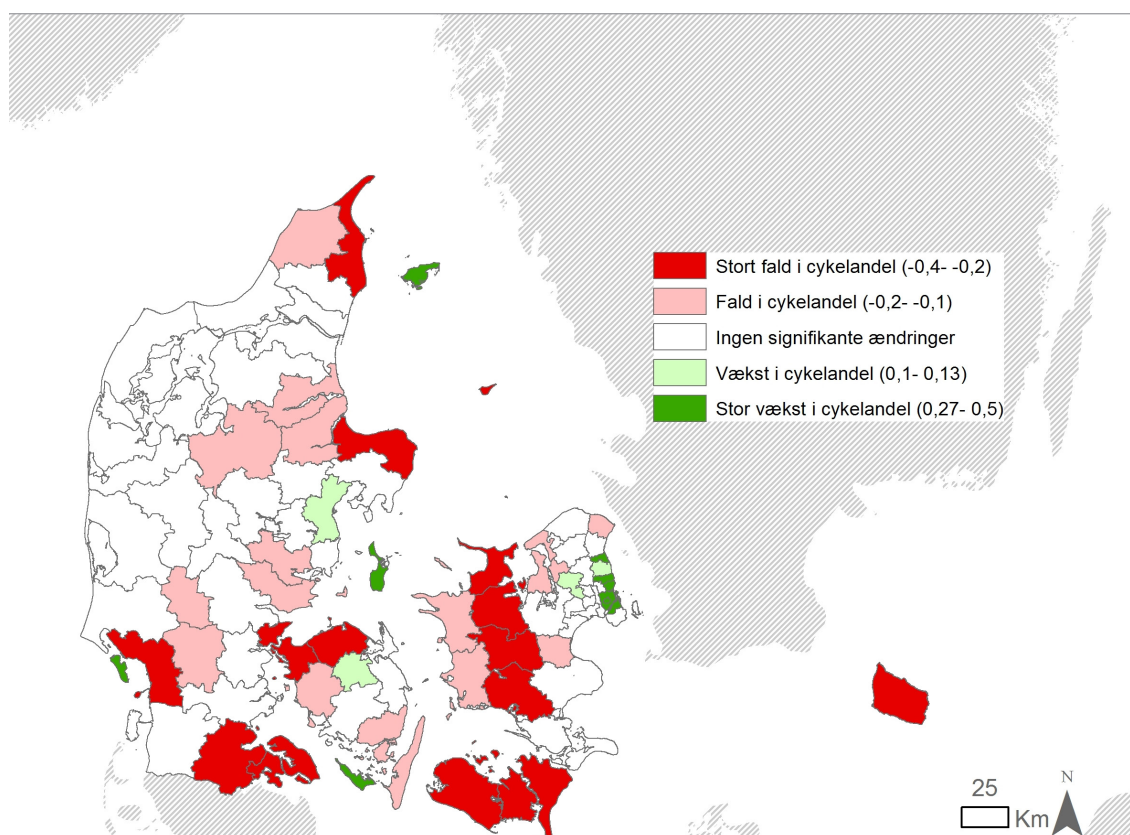 Stort fald i cykelandel (-0,4- -0,2)
Fald i cykelandel (-0,2- -0,1)
Ingen signifikante ændringer
Vækst i cykelandel (0,1- 0,13)
Stor vækst i cykelandel (0,27- 0,5)
25
Km
N